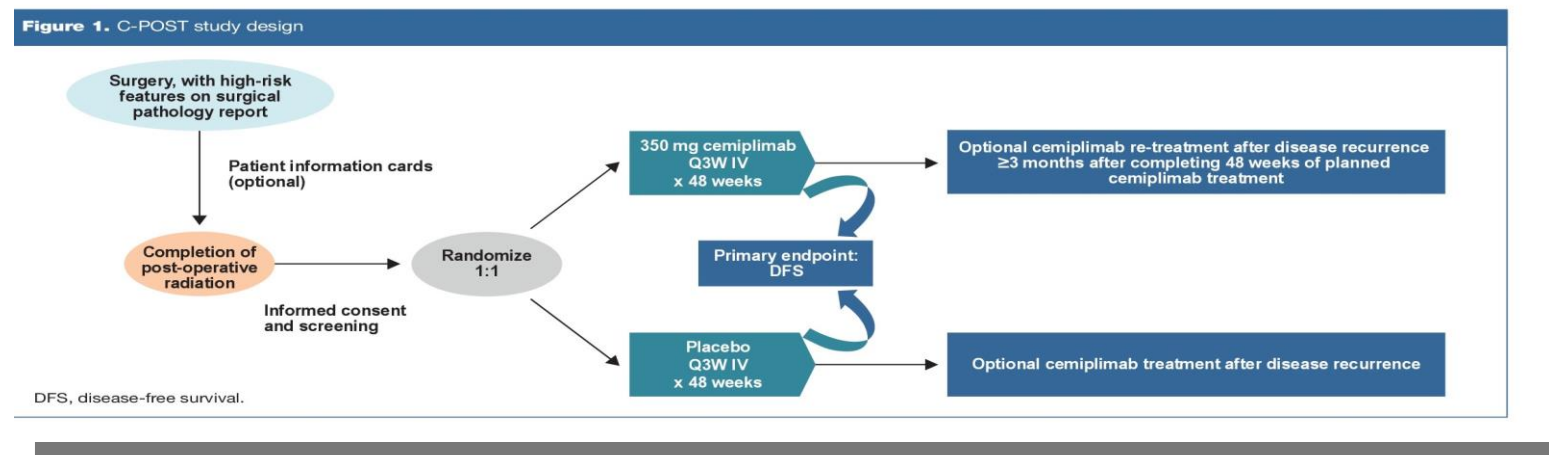 Figure 1. C-POST study design
Surgery, with high-risk
features on surgical
pathology report
Patient information cards
(optional)
Completion of
post-operative
radiation
Informed consent
and screening
Randomize
1:1
350 mg cemiplimab
Q3W IV
x 48 weeks
Optional cemiplimab re-treatment after disease recurrence
≥3 months after completing 48 weeks of planned
cemiplimab treatment
Primary endpoint:
DFS
Placebo
Q3W IV
x 48 weeks
Optional cemiplimab treatment after disease recurrence
DFS, disease-free survival.